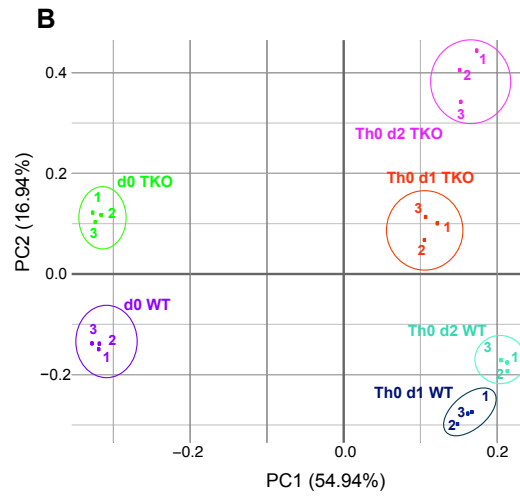 B
PC2 (16.94%)
0.4
0.2
0.0
−0.2
1
2
3
Th0 d2 TKO
d0 TKO
1
2
3
Th0 d1 TKO
3
1
2
d0 WT
3
2
1
Th0 d2 WT
3
1
2
Th0 d1 WT
1
3
2
−0.2
0.0
0.2
PC1 (54.94%)